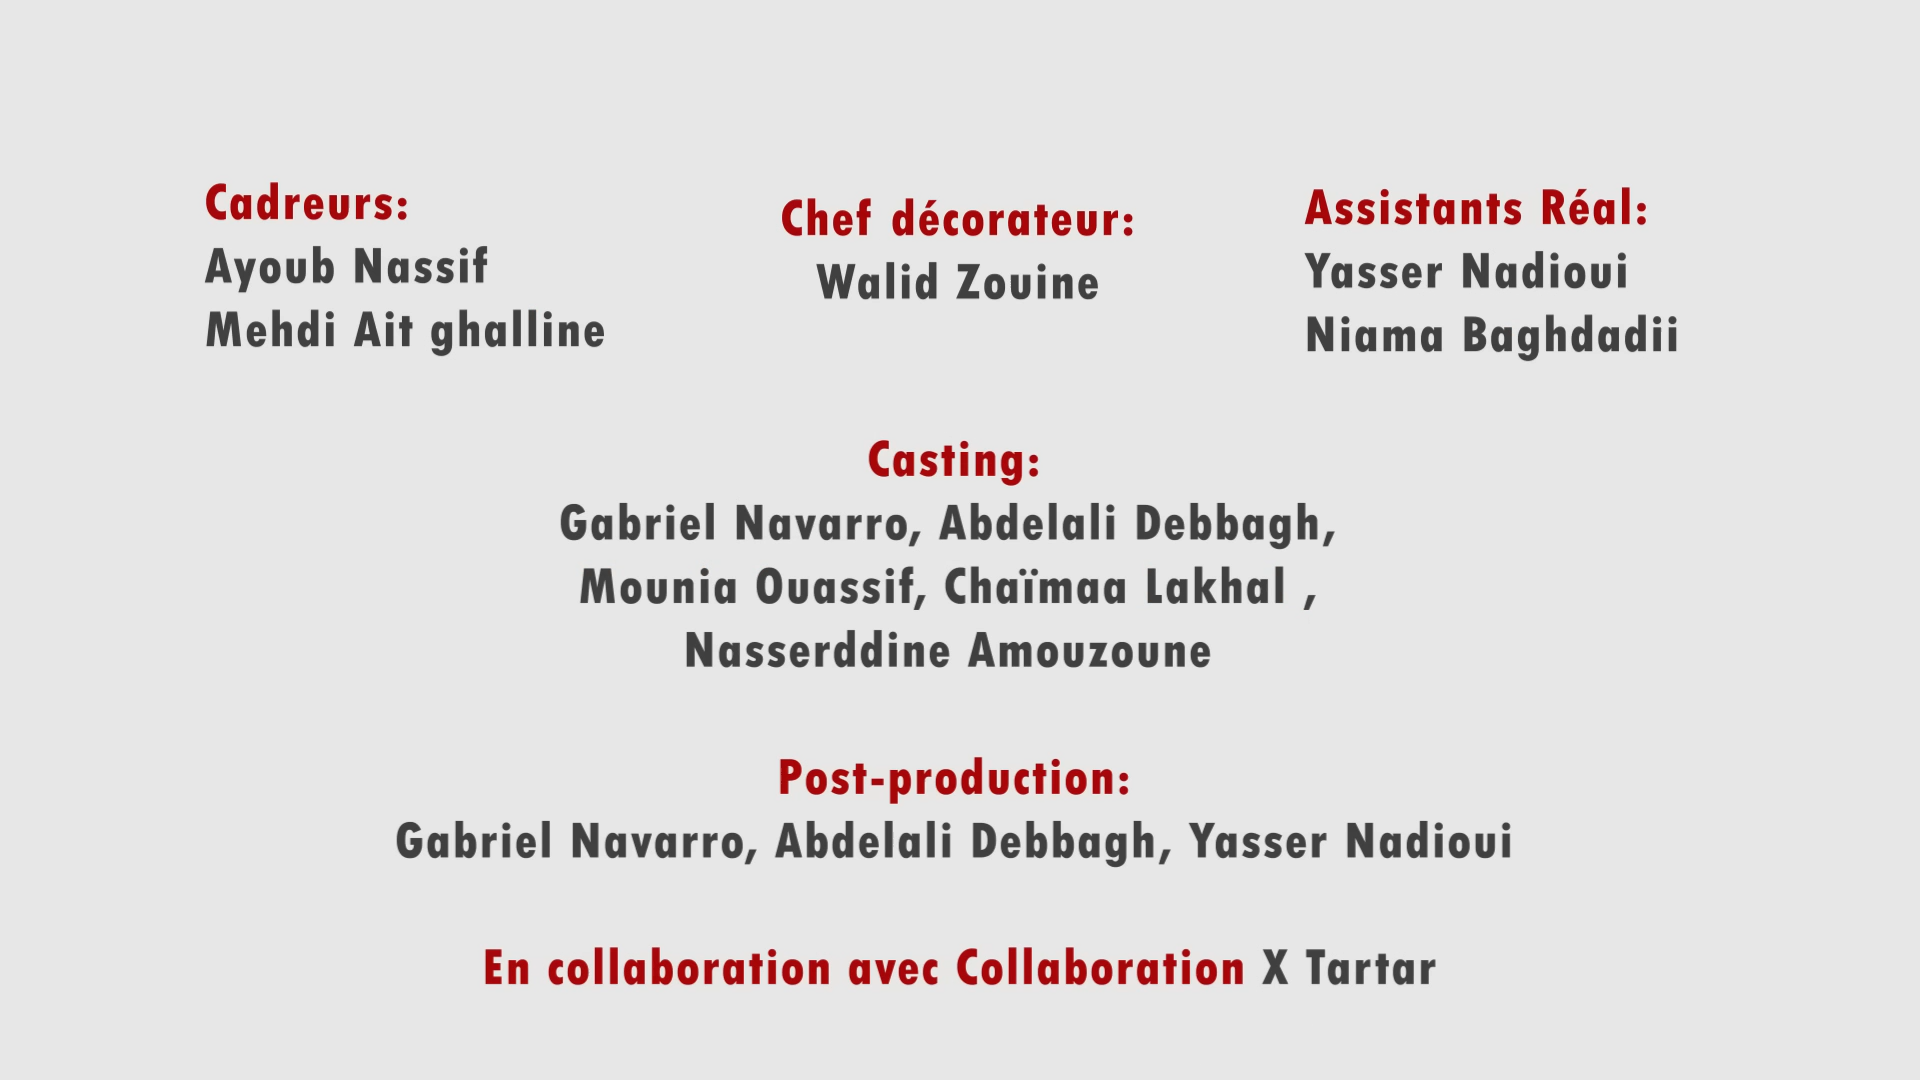 Cadreurs:
Ayoub Nassif
Mehdi Ait ghalline
Chef décorateur:
Walid Zouine
Assistants Réal:
Yasser Nadioui
Niama Baghdadii
Casting:
Gabriel Navarro, Abdelali Debbagh,
Mounia Ouassif, Chaïmaa Lakhal ,
Nasserddine Amouzoune
Post-production:
Gabriel Navarro, Abdelali Debbagh, Yasser Nadioui
En collaboration avec Collaboration X Tartar